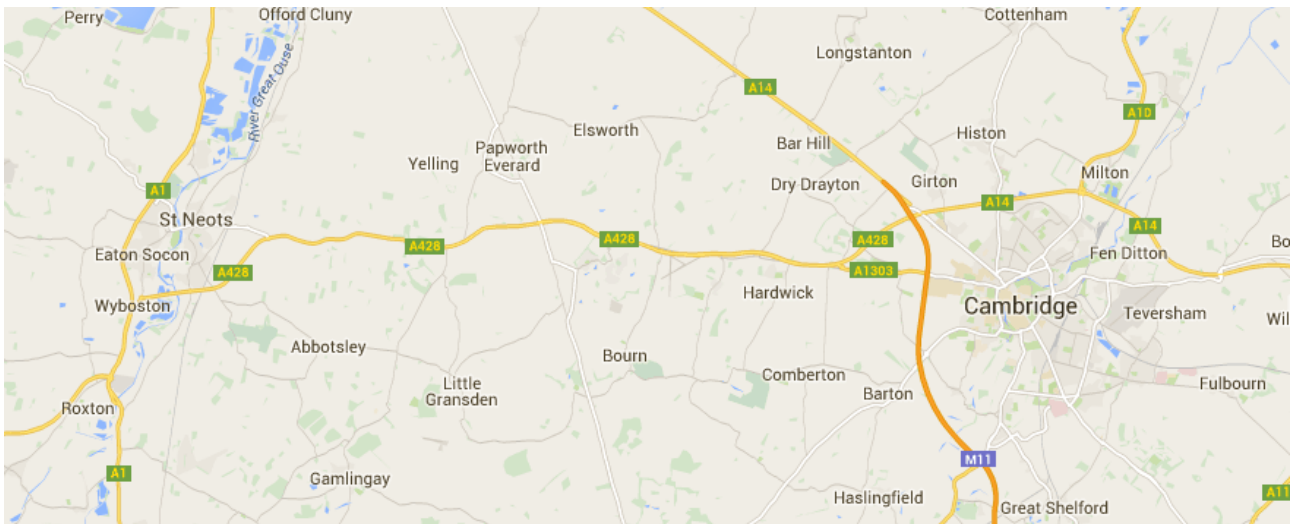 Perry
Offord Cluny
Cottenham
Longstanton
River Great Ouse
A14
A10
Elsworth
Histon
Bar Hill
Papworth
Everard
Yelling
Milton
Dry Drayton
Girton
A1
A14
St Neots
A14
A428
A428
A428
Eaton Socon
Fen Ditton
Bo
A428
A1303
Hardwick
Wyboston
Cambridge
Teversham
Wil
Abbotsley
Bourn
Comberton
Little
Gransden
Fulbourn
Barton
Roxton
M11
A1
Gamlingay
Haslingfield
A11
Great Shelford